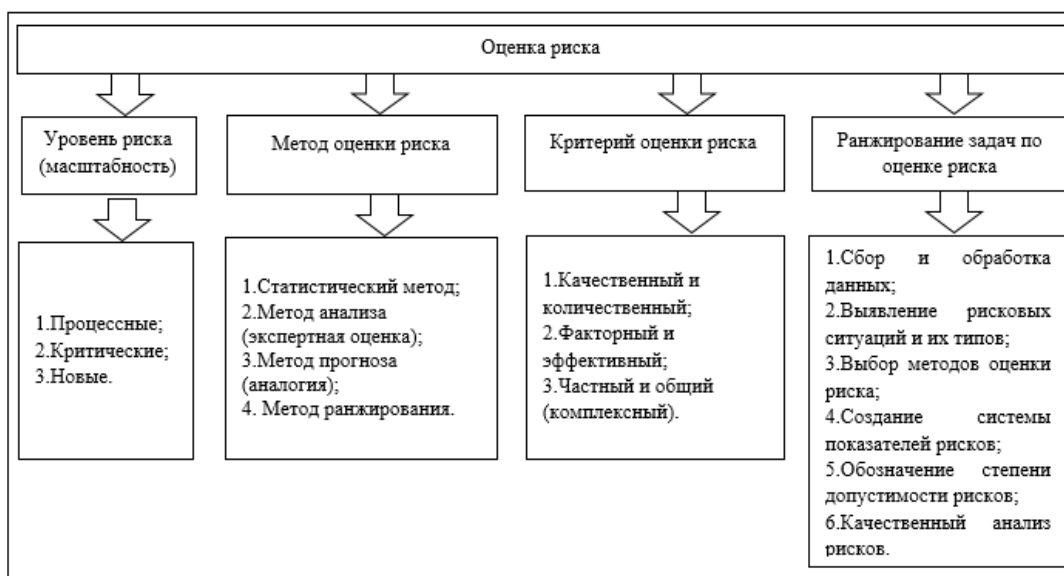 Оценка риска
Уровень риска
(масштабность)
Метод оценки риска
Критерий оценки риска
Ранжирование задач по
оценке риска
1.Процессные;
2.Критические;
3.Новые.
1.Статистический метод;
2.Метод анализа
(экспертная оценка);
3.Метод прогноза
(аналогия);
4. Метод ранжирования.
1.Качественный и
количественный;
2.Факторный и
эффективный;
3.Частный и общий
(комплексный).
1.Сбор и обработка
данных;
2.Выявление рисковых
ситуаций и их типов;
3.Выбор методов оценки
риска;
4.Создание системы
показателей рисков;
5.Обозначение степени
допустимости рисков;
6.Качественный анализ
рисков.